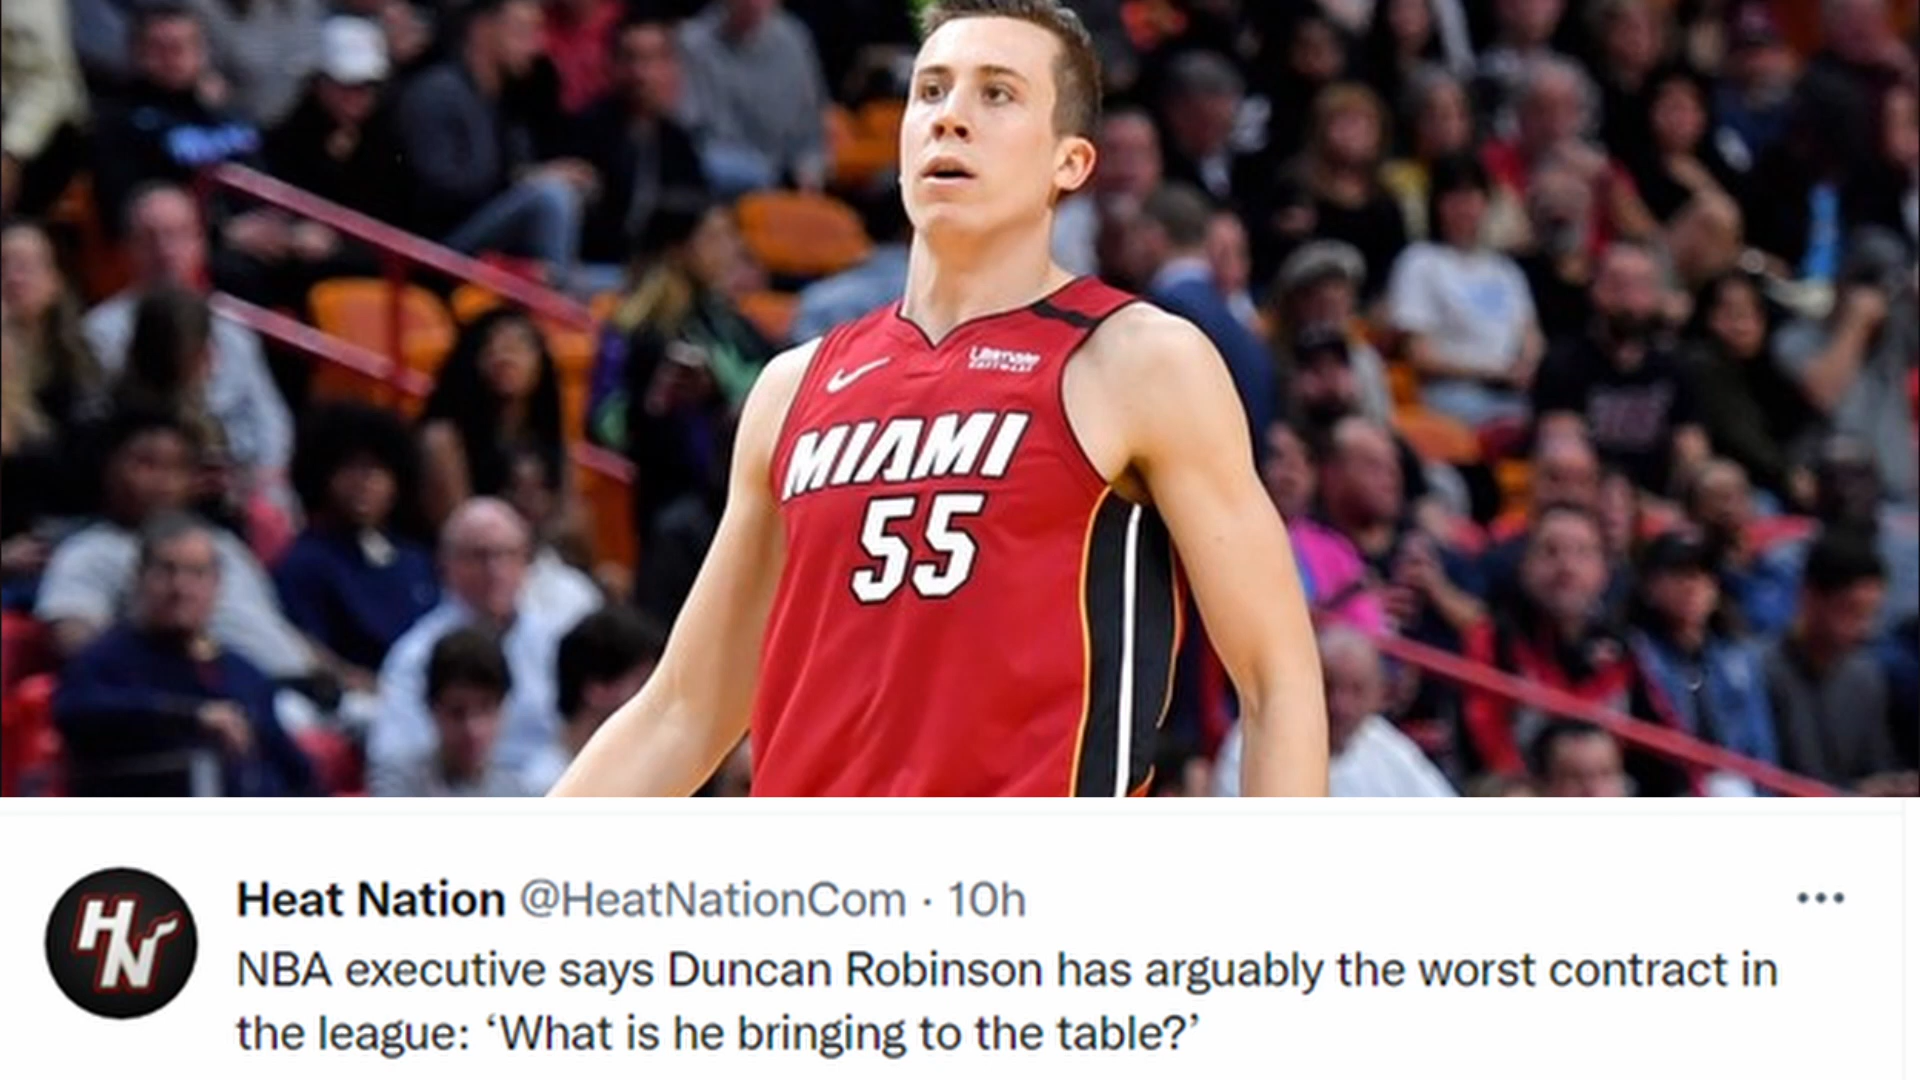 Ultimate
MIAMI
55
HN
Heat Nation @HeatNationCom · 10h
NBA executive says Duncan Robinson has arguably the worst contract in
the league: ‘What is he bringing to the table?’